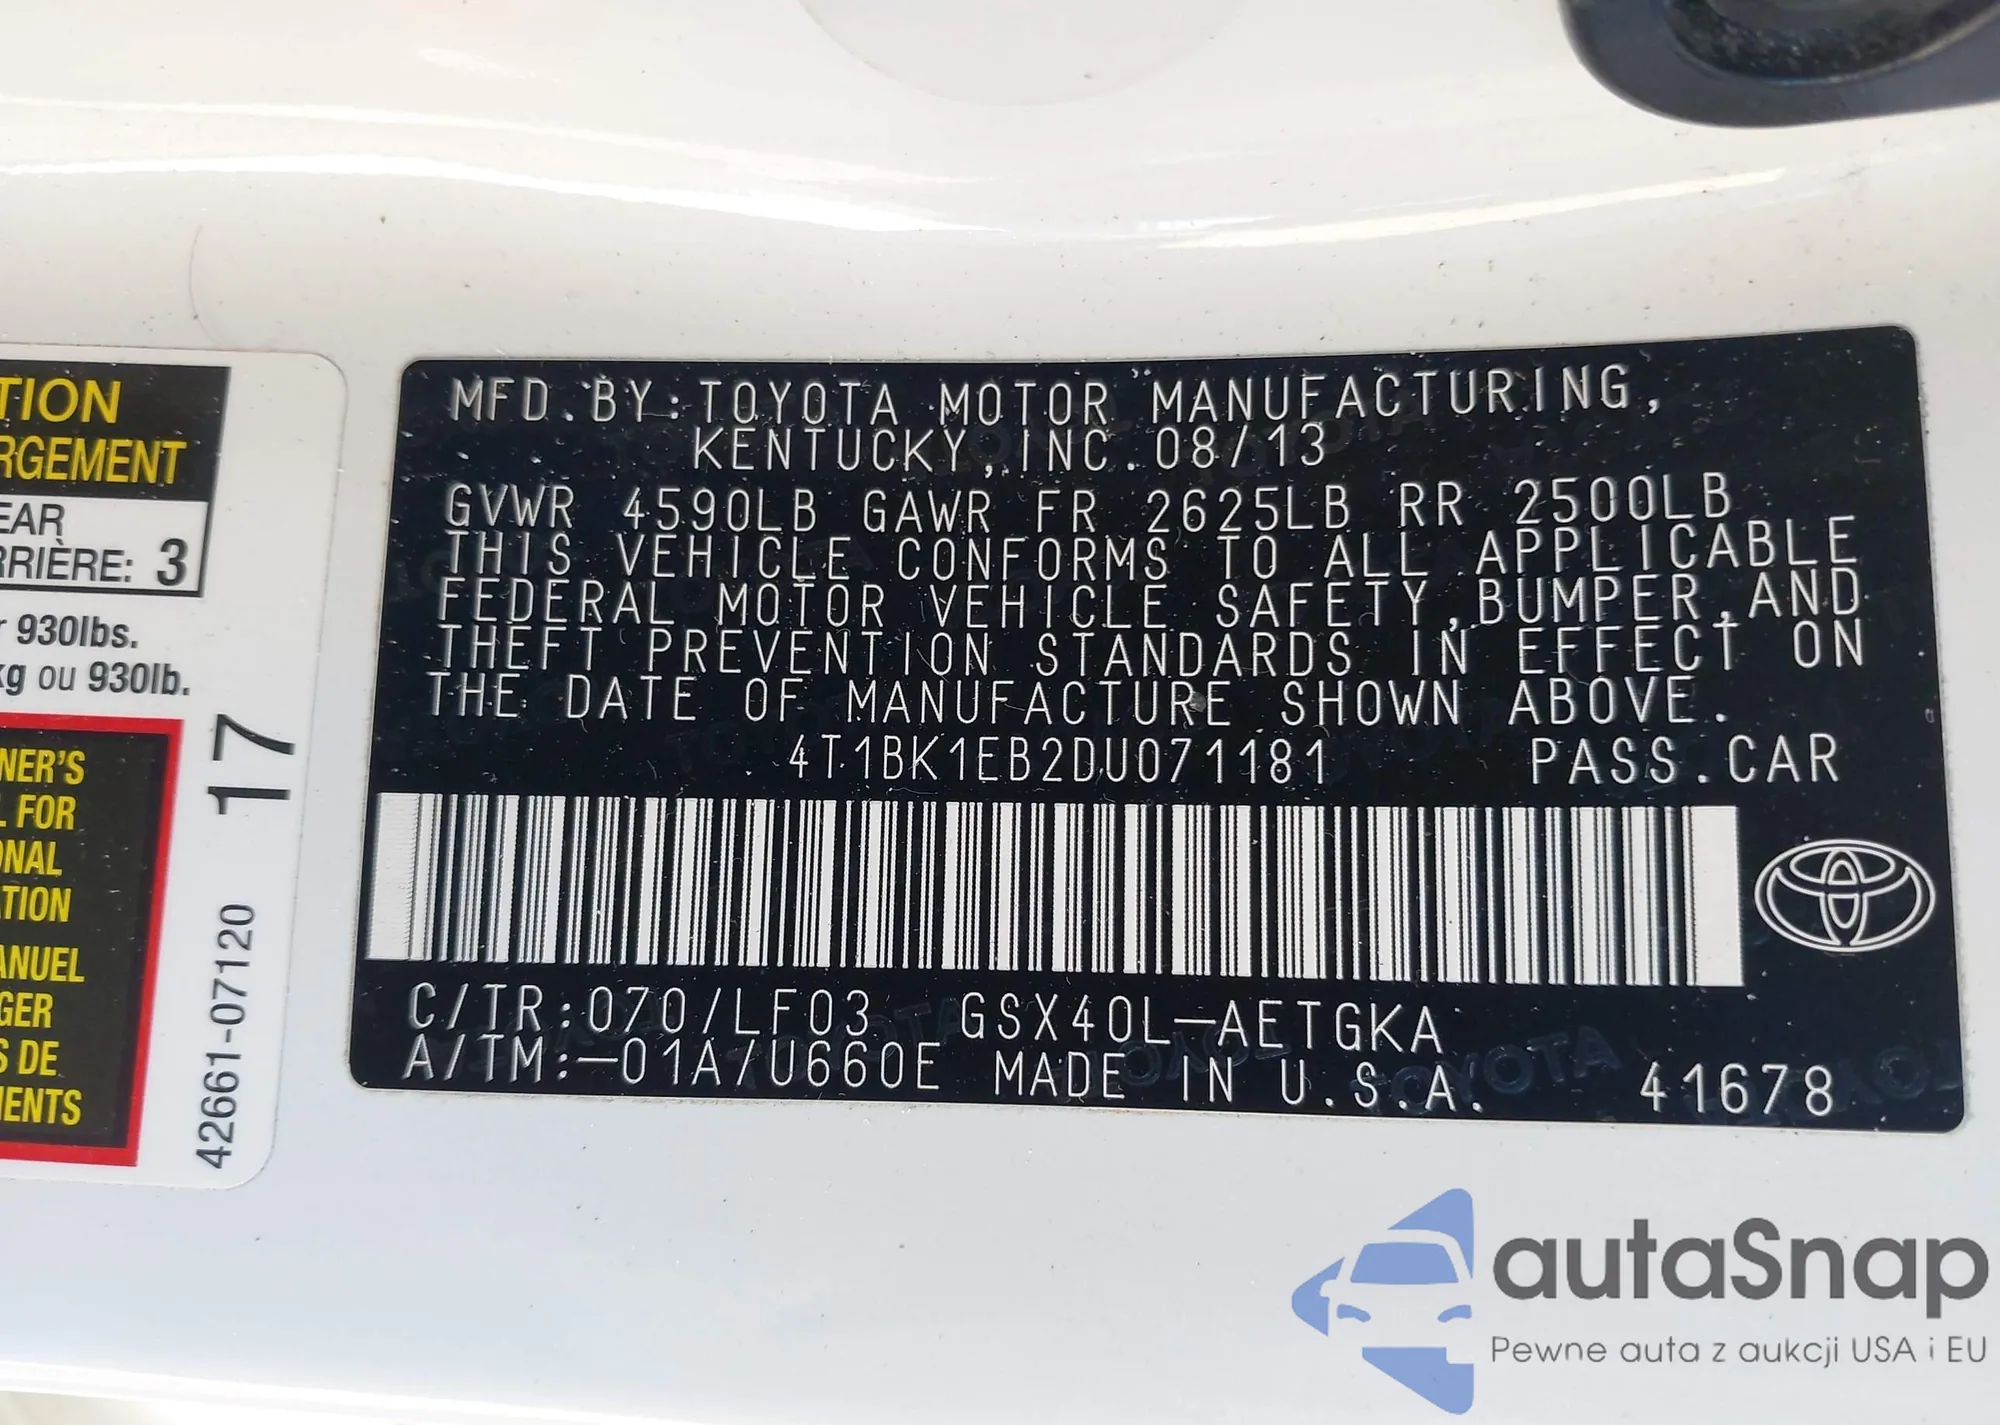 TION
RGEMENT
EAR
RRIÈRE: 3
r 930lbs.
kg ou 930lb.
NER'S
L FOR
ONAL
TION
ANUEL
GER
S DE
MENTS
42661-07120 17
MFD.BY:TOYOTA MOTOR MANUFACTURING,
KENTUCKY,INC.08/13
GVWR 4590LB GAWR FR 2625LB RR 2500LB
THIS VEHICLE CONFORMS TO ALL APPLICABLE
FEDERAL MOTOR VEHICLE SAFETY,BUMPER,AND
THEFT PREVENTION STANDARDS IN EFFECT ON
THE DATE OF MANUFACTURE SHOWN ABOVE.
4T1BK1EB2DU071181 PASS.CAR
C/TR:070/LF03 GSX40L-AETGKA
A/TM:-01A/U660E MADE IN U.S.A. 41678
autaSnap
Pewne auta z aukcji USA i EU